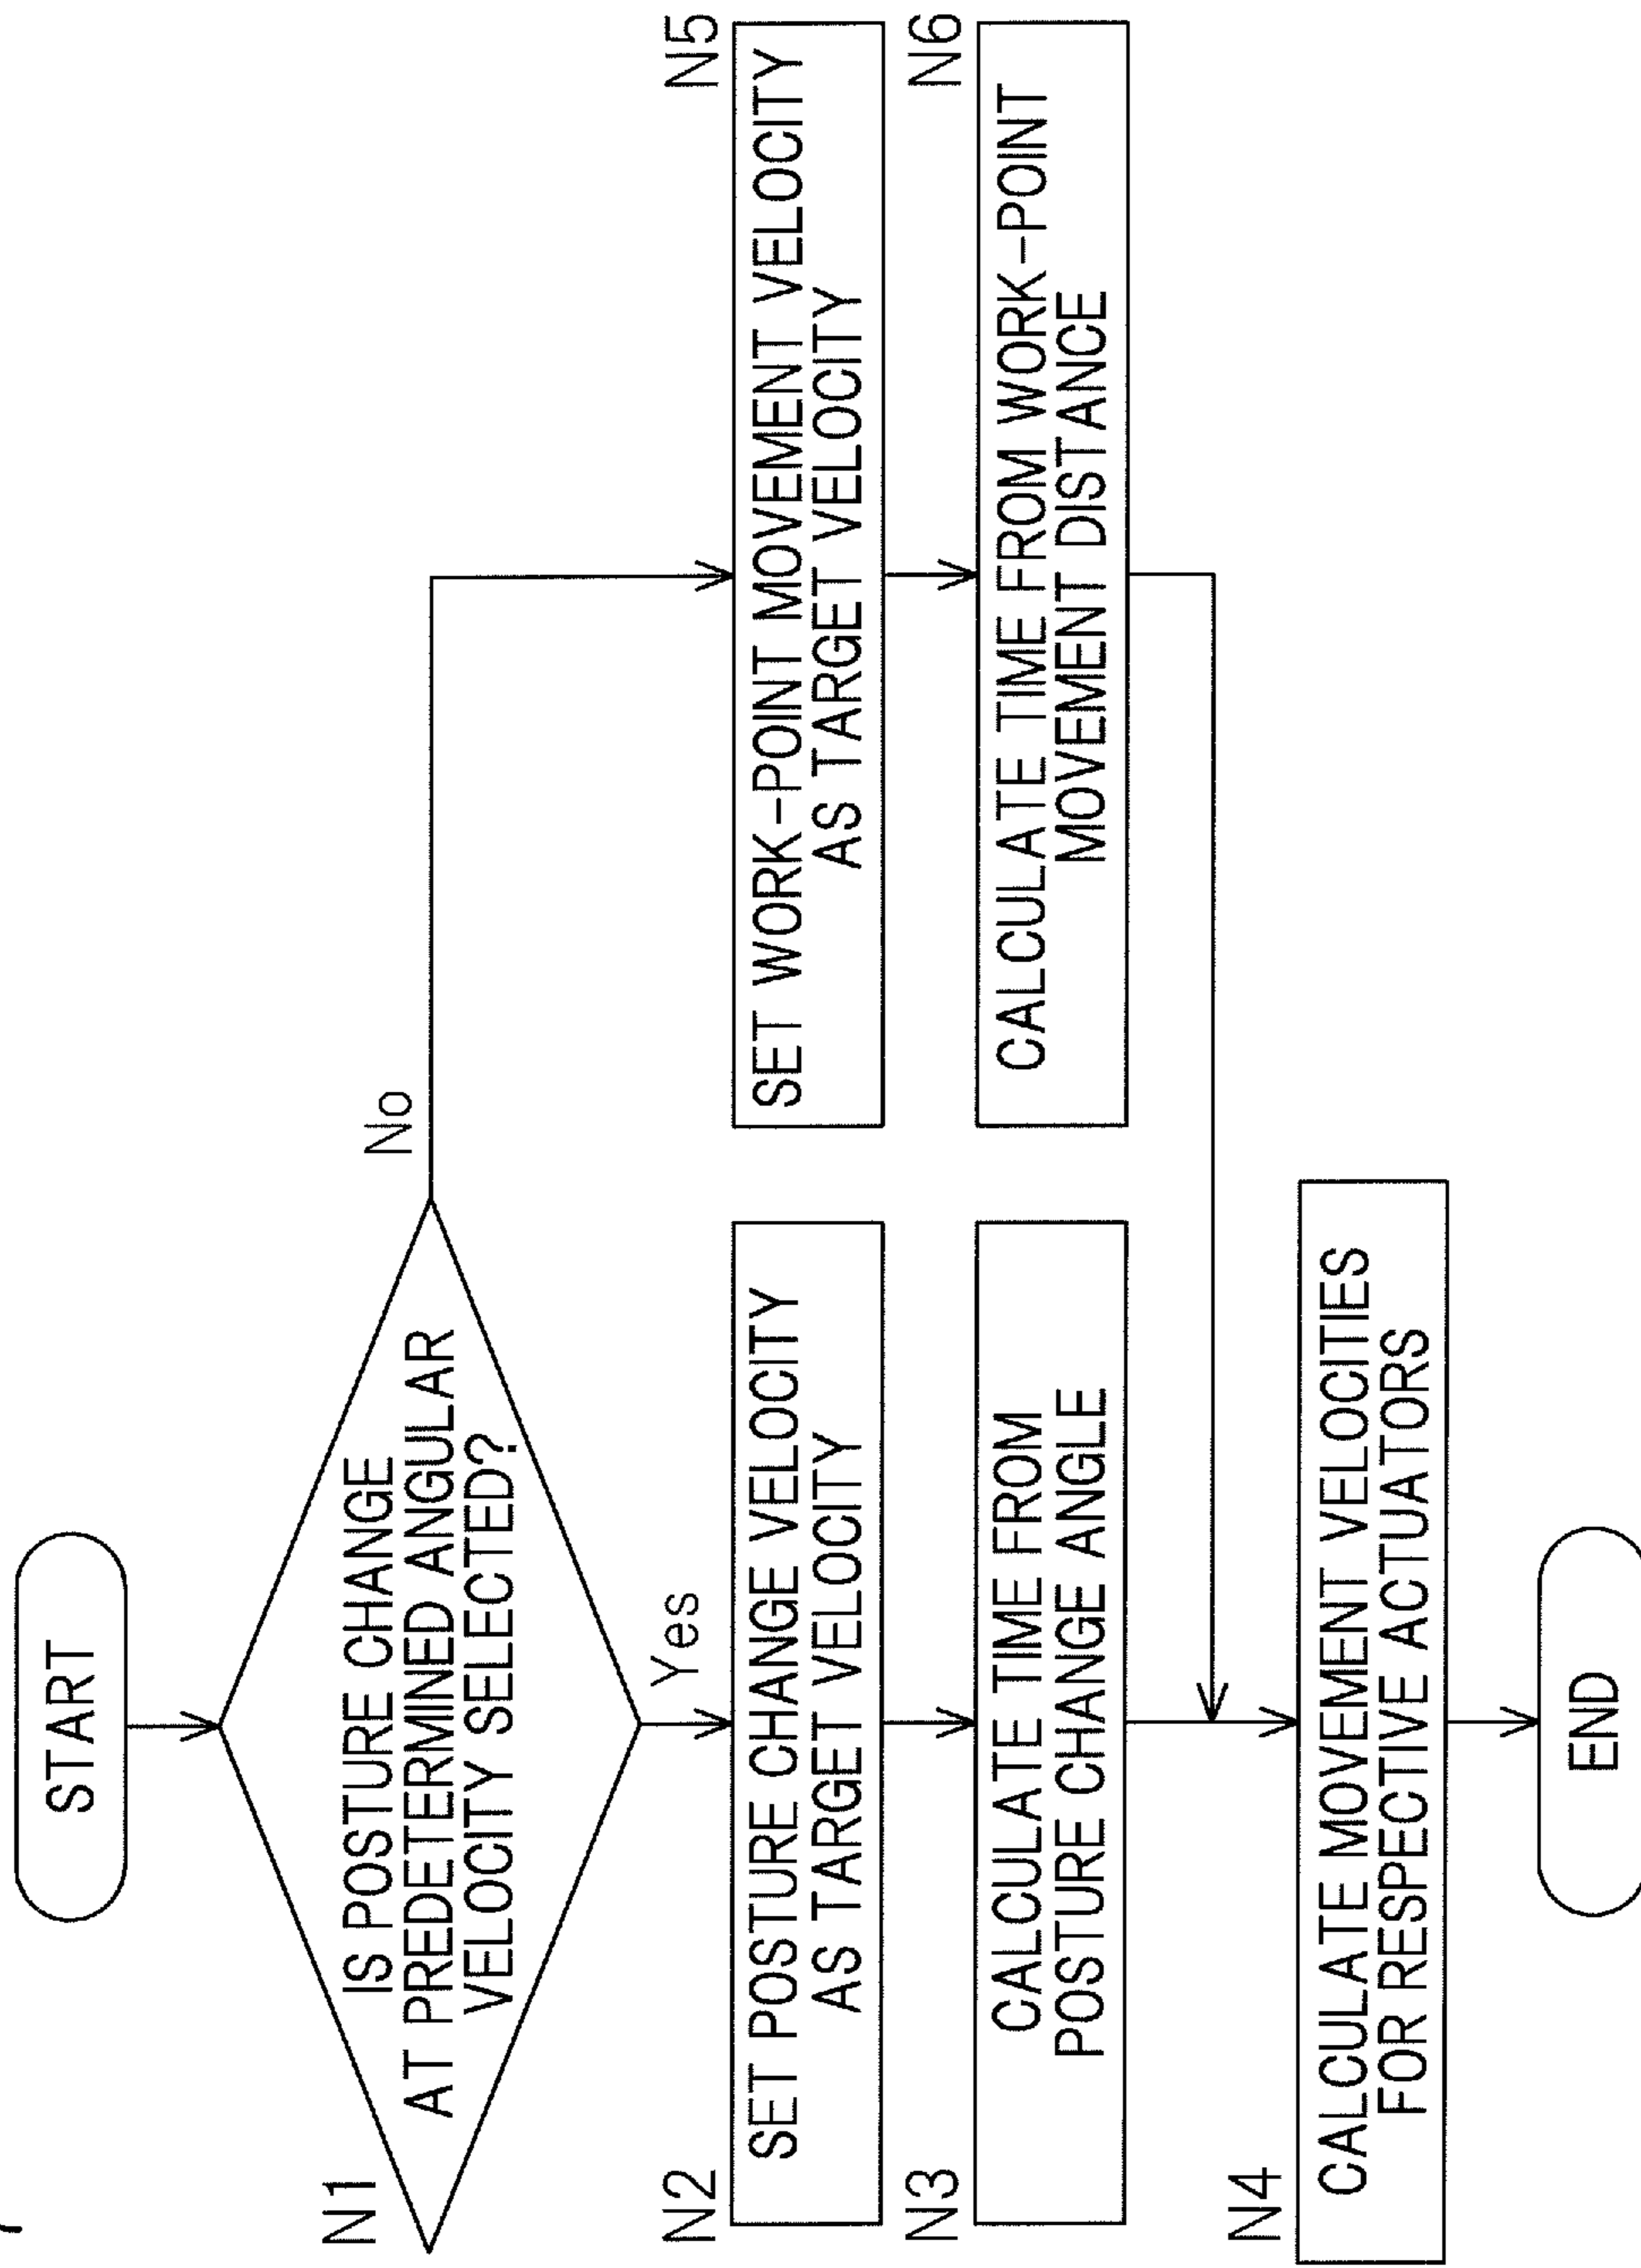 START
N1
IS POSTURE CHANGE
AT PREDETERMINED ANGULAR
VELOCITY SELECTED?
No
Yes
N2
SET POSTURE CHANGE VELOCITY
AS TARGET VELOCITY
N5
SET WORK-POINT MOVEMENT VELOCITY
AS TARGET VELOCITY
N3
CALCULATE TIME FROM
POSTURE CHANGE ANGLE
N6
CALCULATE TIME FROM WORK-POINT
MOVEMENT DISTANCE
N4
CALCULATE MOVEMENT VELOCITIES
FOR RESPECTIVE ACTUATORS
END